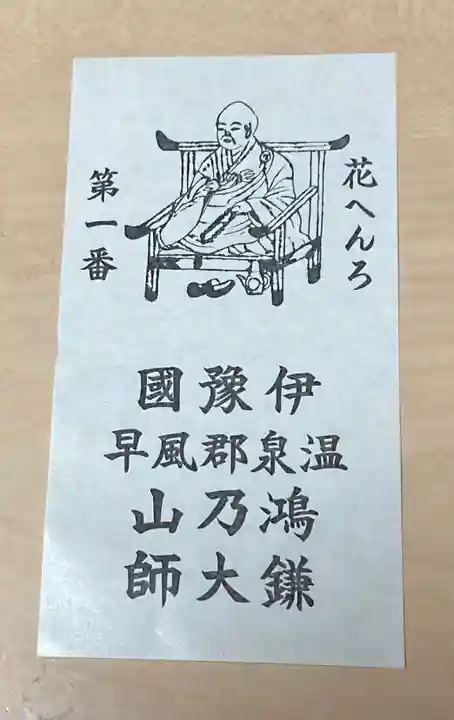 花へんろ
第一番
伊豫國
温泉郡風早
鴻乃山
鎌大師